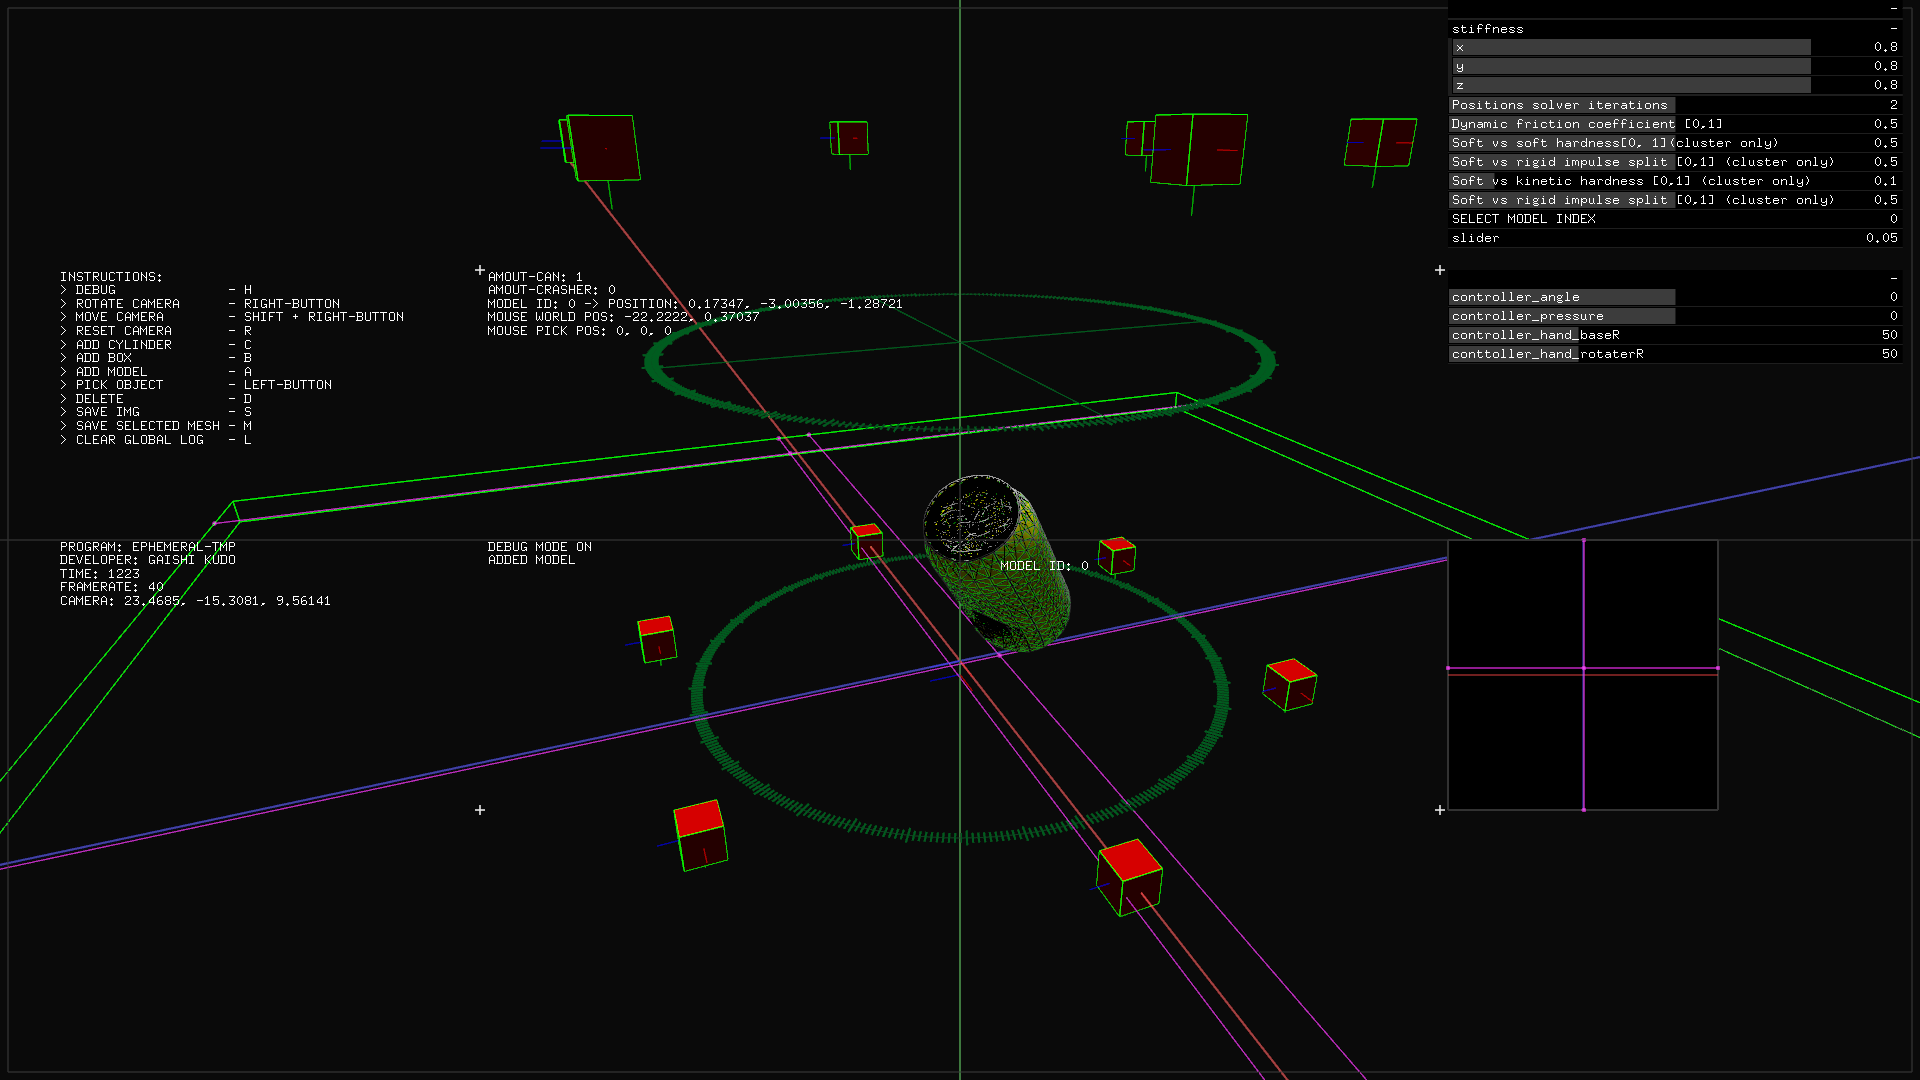 INSTRUCTIONS:
> DEBUG - H
> ROTATE CAMERA - RIGHT-BUTTON
> MOVE CAMERA - SHIFT + RIGHT-BUTTON
> RESET CAMERA - R
> ADD CYLINDER - C
> ADD BOX - B
> ADD MODEL - A
> PICK OBJECT - LEFT-BUTTON
> DELETE - D
> SAVE IMG - S
> SAVE SELECTED MESH - M
> CLEAR GLOBAL LOG - L
AMOUT-CAN: 1
AMOUT-CRASHER: 0
MODEL ID: 0 -> POSITION: 0.17347, -3.00356, -1.28721
MOUSE WORLD POS: -22.2222, 0.37037
MOUSE PICK POS: 0, 0, 0
PROGRAM: EPHEMERAL-TMP
DEVELOPER: GAISHI KUDO
TIME: 1223
FRAMERATE: 40
CAMERA: 23.4685, -15.3081, 9.56141
DEBUG MODE ON
ADDED MODEL
MODEL ID: 0
-
stiffness -
x 0.8
y 0.8
z 0.8
Positions solver iterations 2
Dynamic friction coefficient [0,1] 0.5
Soft vs soft hardness[0, 1](cluster only) 0.5
Soft vs rigid impulse split [0,1] (cluster only) 0.5
Soft vs kinetic hardness [0,1] (cluster only) 0.1
Soft vs rigid impulse split [0,1] (cluster only) 0.5
SELECT MODEL INDEX 0
slider 0.05
-
controller_angle 0
controller_pressure 0
controller_hand_baseR 50
conttoller_hand_rotaterR 50